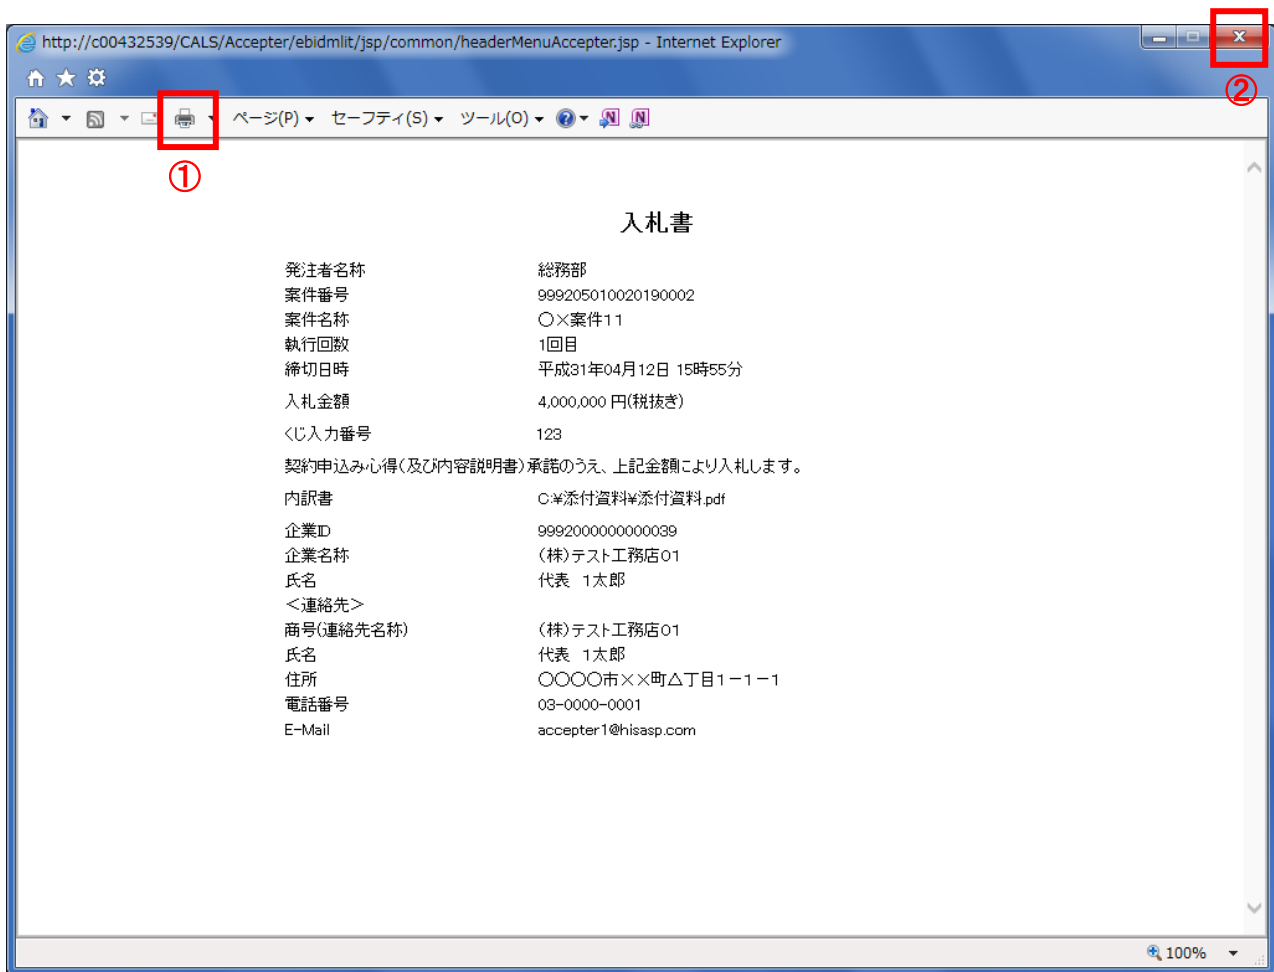 http://c00432539/CALS/Accepter/ebidmlit/jsp/common/headerMenuAccepter.jsp - Internet Explorer
②
ページ(P) セーフティ(S) ツール(O)
①
入札書
発注者名称 総務部
案件番号 999205010020190002
案件名称 〇×案件11
執行回数 1回目
締切日時 平成31年04月12日 15時55分
入札金額 4,000,000 円(税抜き)
くじ入力番号 123
契約申込み心得(及び内容説明書)承諾のうえ、上記金額により入札します。
内訳書 C:¥添付資料¥添付資料.pdf
企業ID 9992000000000039
企業名称 (株)テスト工務店01
氏名 代表 1太郎
<連絡先>
商号(連絡先名称) (株)テスト工務店01
氏名 代表 1太郎
住所 〇〇〇〇市××町△丁目1-1-1
電話番号 03-0000-0001
E-Mail accepter1@hisasp.com
100%